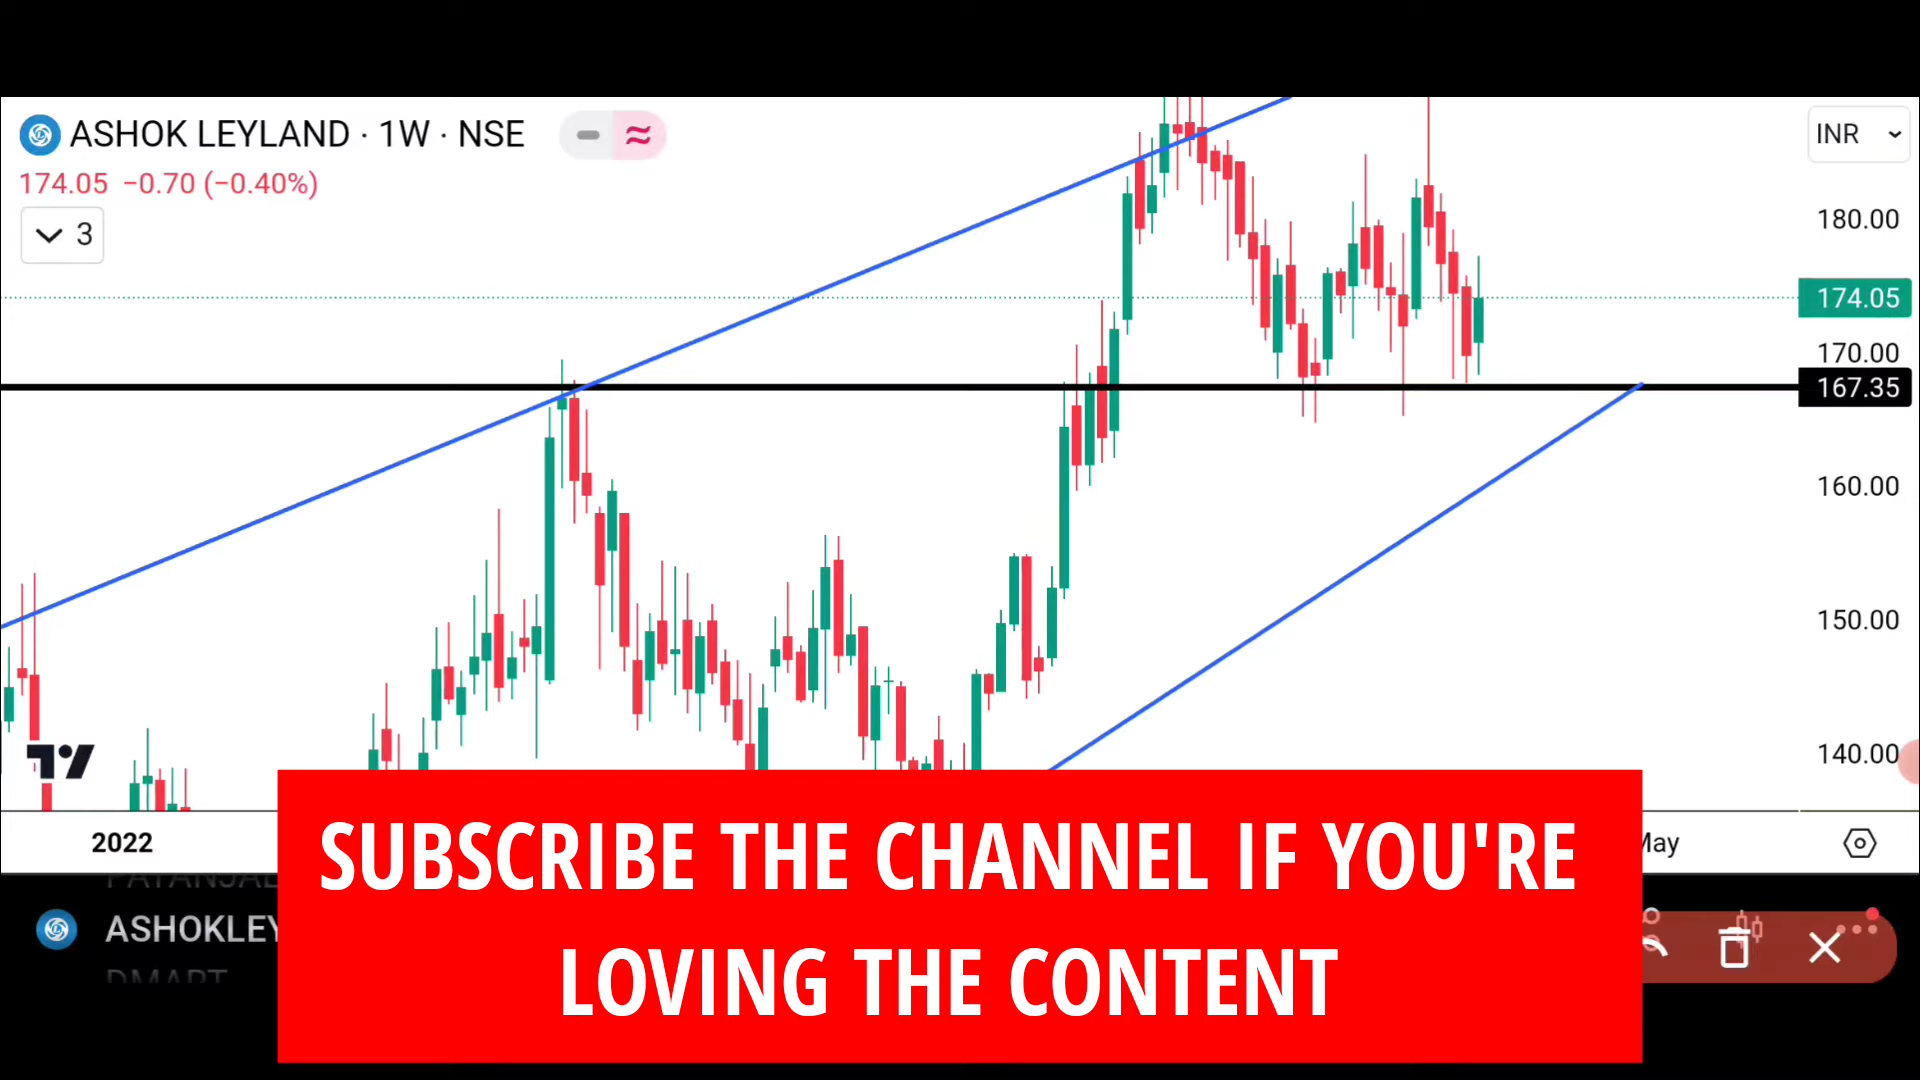 ASHOK LEYLAND · 1W · NSE
INR
174.05 −0.70 (−0.40%)
3
180.00
174.05
170.00
167.35
160.00
150.00
140.00
2022
May
ASHOKLEY
DMART
SUBSCRIBE THE CHANNEL IF YOU'RE
LOVING THE CONTENT